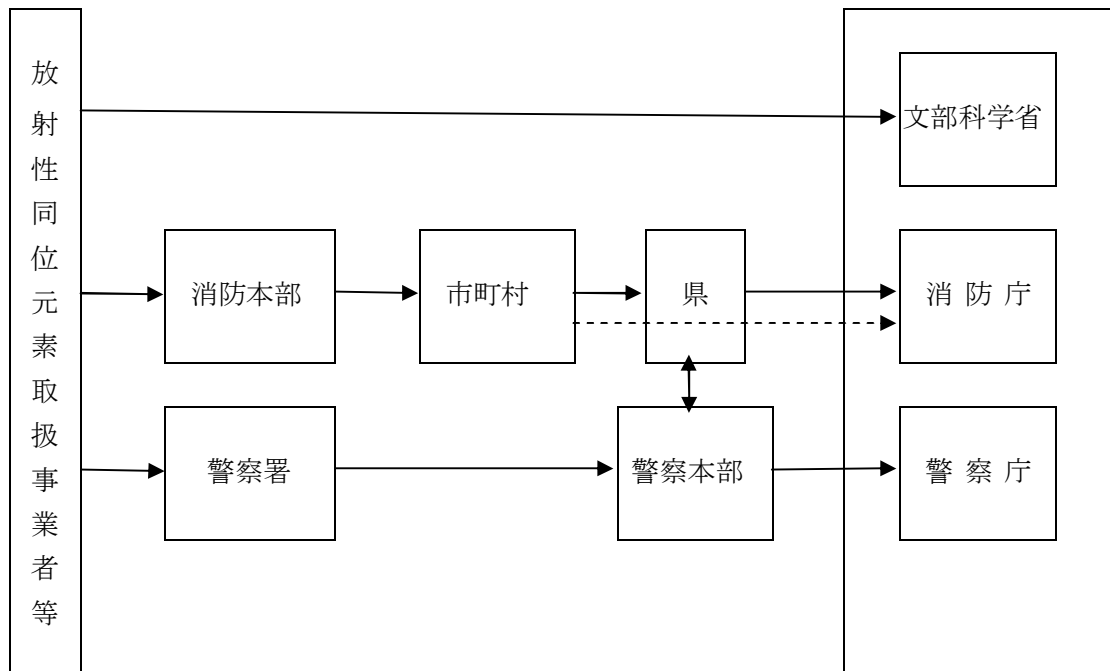 放射性同位元素取扱事業者等
文部科学省
消防本部
市町村
県
消 防 庁
警察署
警察本部
警 察 庁